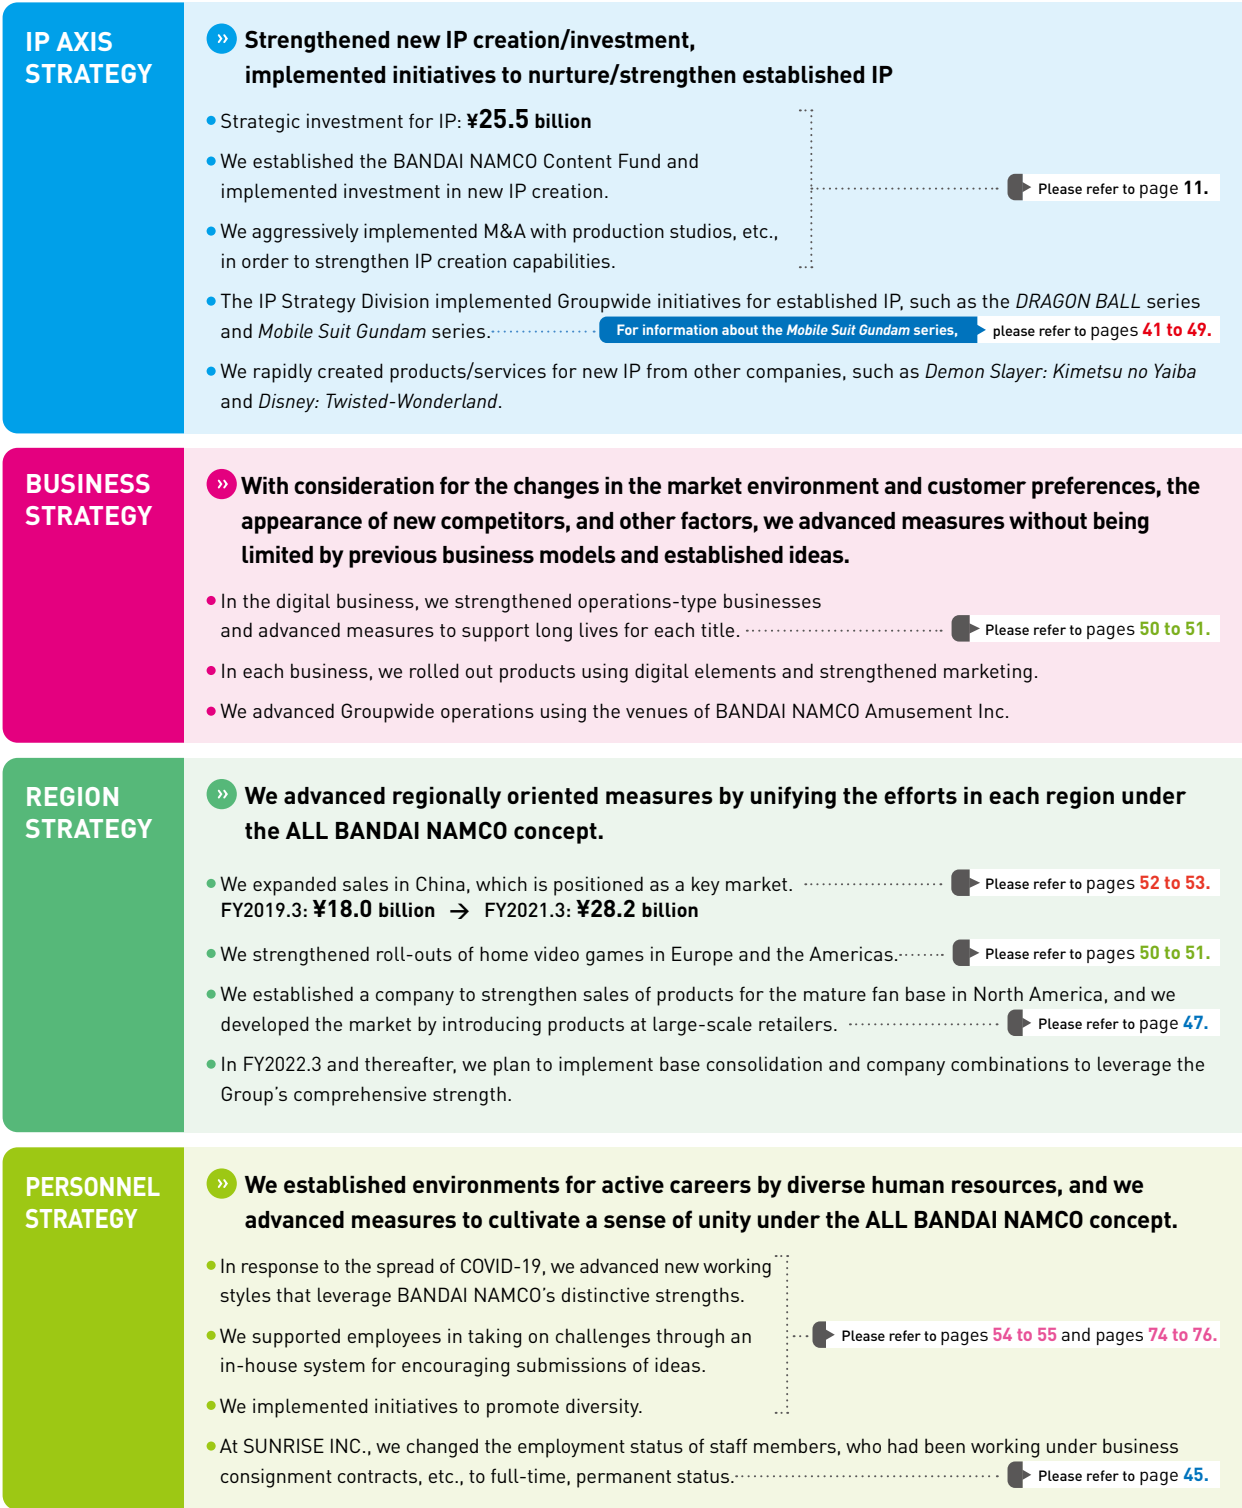 IP AXIS
STRATEGY
Strengthened new IP creation/investment,
implemented initiatives to nurture/strengthen established IP
● Strategic investment for IP: ¥25.5 billion
● We established the BANDAI NAMCO Content Fund and
implemented investment in new IP creation.
● We aggressively implemented M&A with production studios, etc.,
in order to strengthen IP creation capabilities.
Please refer to page 11.
● The IP Strategy Division implemented Groupwide initiatives for established IP, such as the DRAGON BALL series
and Mobile Suit Gundam series. For information about the Mobile Suit Gundam series, please refer to pages 41 to 49.
● We rapidly created products/services for new IP from other companies, such as Demon Slayer: Kimetsu no Yaiba
and Disney: Twisted-Wonderland.
BUSINESS
STRATEGY
With consideration for the changes in the market environment and customer preferences, the
appearance of new competitors, and other factors, we advanced measures without being
limited by previous business models and established ideas.
● In the digital business, we strengthened operations-type businesses
and advanced measures to support long lives for each title. Please refer to pages 50 to 51.
● In each business, we rolled out products using digital elements and strengthened marketing.
● We advanced Groupwide operations using the venues of BANDAI NAMCO Amusement Inc.
REGION
STRATEGY
We advanced regionally oriented measures by unifying the efforts in each region under
the ALL BANDAI NAMCO concept.
● We expanded sales in China, which is positioned as a key market. Please refer to pages 52 to 53.
FY2019.3: ¥18.0 billion → FY2021.3: ¥28.2 billion
● We strengthened roll-outs of home video games in Europe and the Americas. Please refer to pages 50 to 51.
● We established a company to strengthen sales of products for the mature fan base in North America, and we
developed the market by introducing products at large-scale retailers. Please refer to page 47.
● In FY2022.3 and thereafter, we plan to implement base consolidation and company combinations to leverage the
Group's comprehensive strength.
PERSONNEL
STRATEGY
We established environments for active careers by diverse human resources, and we
advanced measures to cultivate a sense of unity under the ALL BANDAI NAMCO concept.
● In response to the spread of COVID-19, we advanced new working
styles that leverage BANDAI NAMCO's distinctive strengths.
● We supported employees in taking on challenges through an
in-house system for encouraging submissions of ideas.
● We implemented initiatives to promote diversity.
Please refer to pages 54 to 55 and pages 74 to 76.
● At SUNRISE INC., we changed the employment status of staff members, who had been working under business
consignment contracts, etc., to full-time, permanent status. Please refer to page 45.